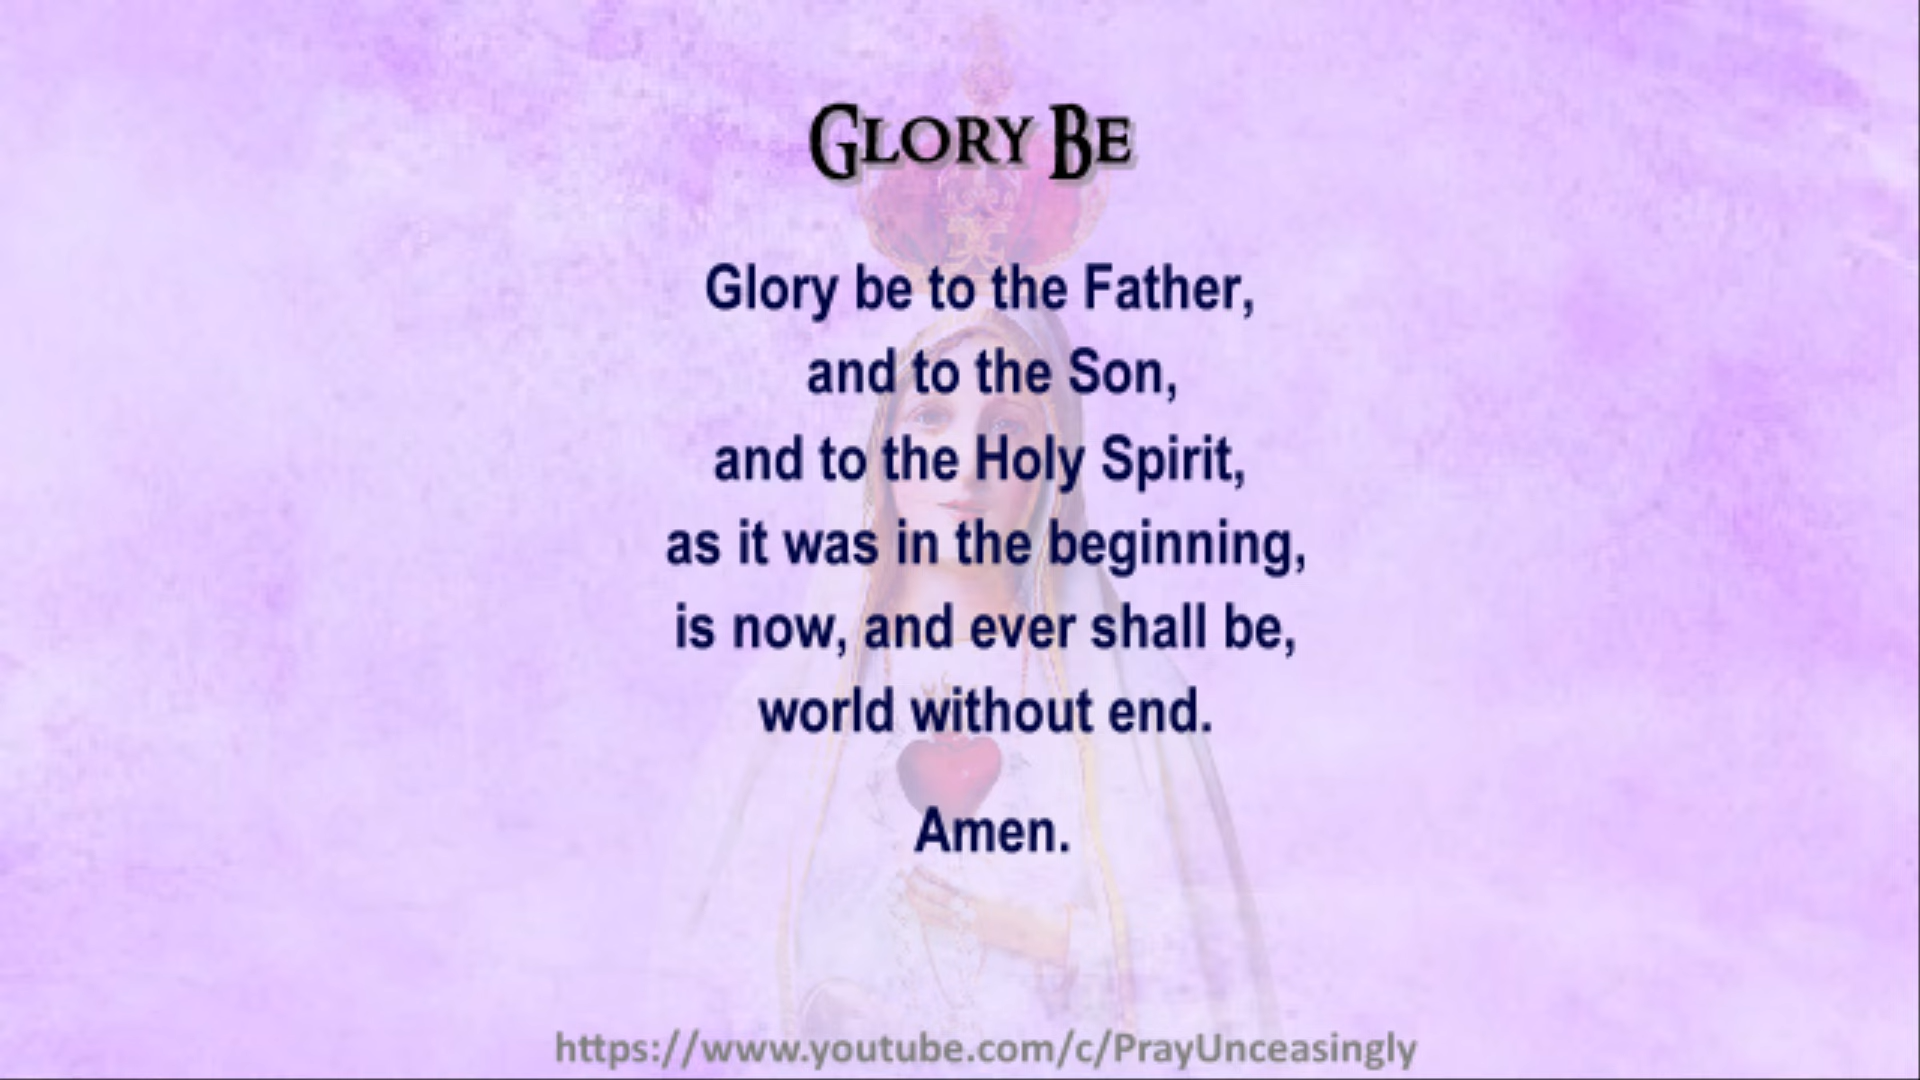 Glory Be
Glory be to the Father,
and to the Son,
and to the Holy Spirit,
as it was in the beginning,
is now, and ever shall be,
world without end.
Amen.
https://www.youtube.com/c/PrayUnceasingly